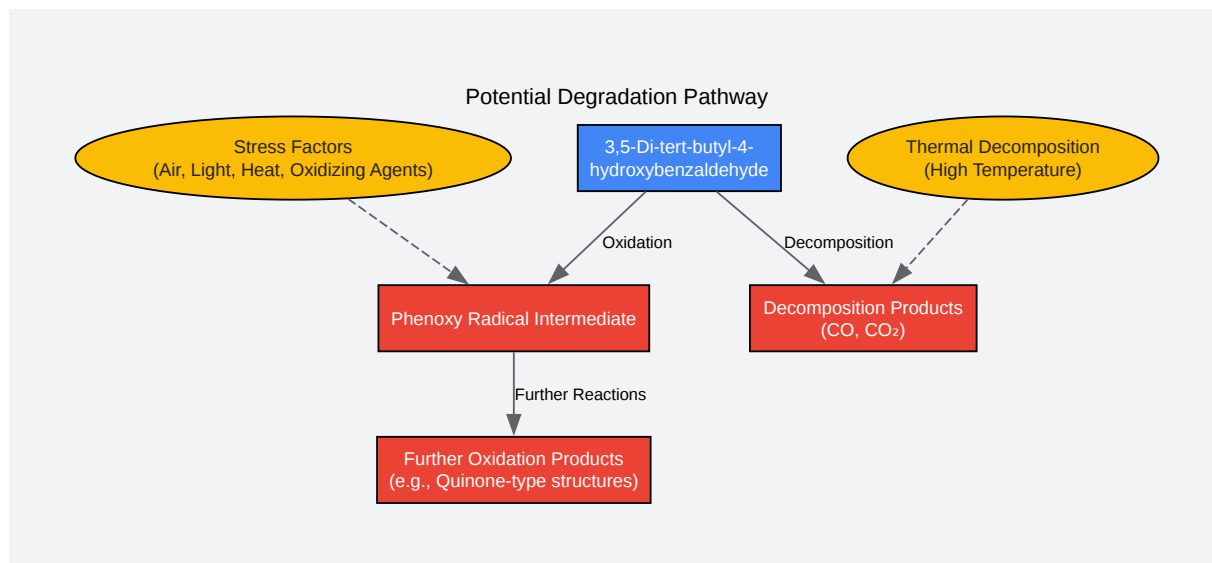 Potential Degradation Pathway
Stress Factors
(Air, Light, Heat, Oxidizing Agents)
3,5-Di-tert-butyl-4-
hydroxybenzaldehyde
Thermal Decomposition
(High Temperature)
Oxidation
Decomposition
Phenoxy Radical Intermediate
Decomposition Products
(CO, CO₂)
Further Reactions
Further Oxidation Products
(e.g., Quinone-type structures)